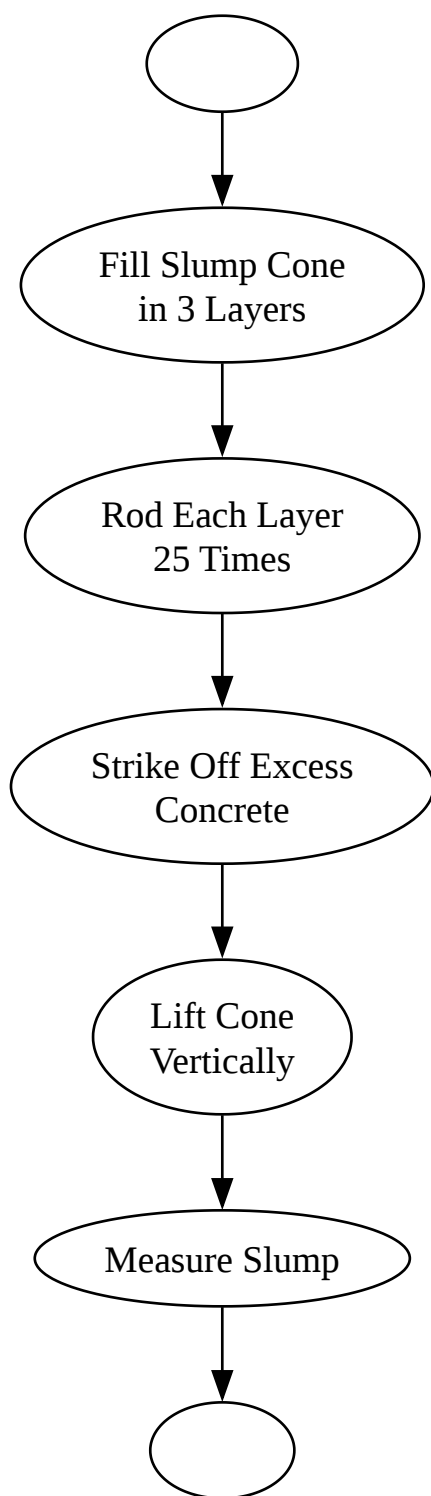 Fill Slump Cone
in 3 Layers
Rod Each Layer
25 Times
Strike Off Excess
Concrete
Lift Cone
Vertically
Measure Slump